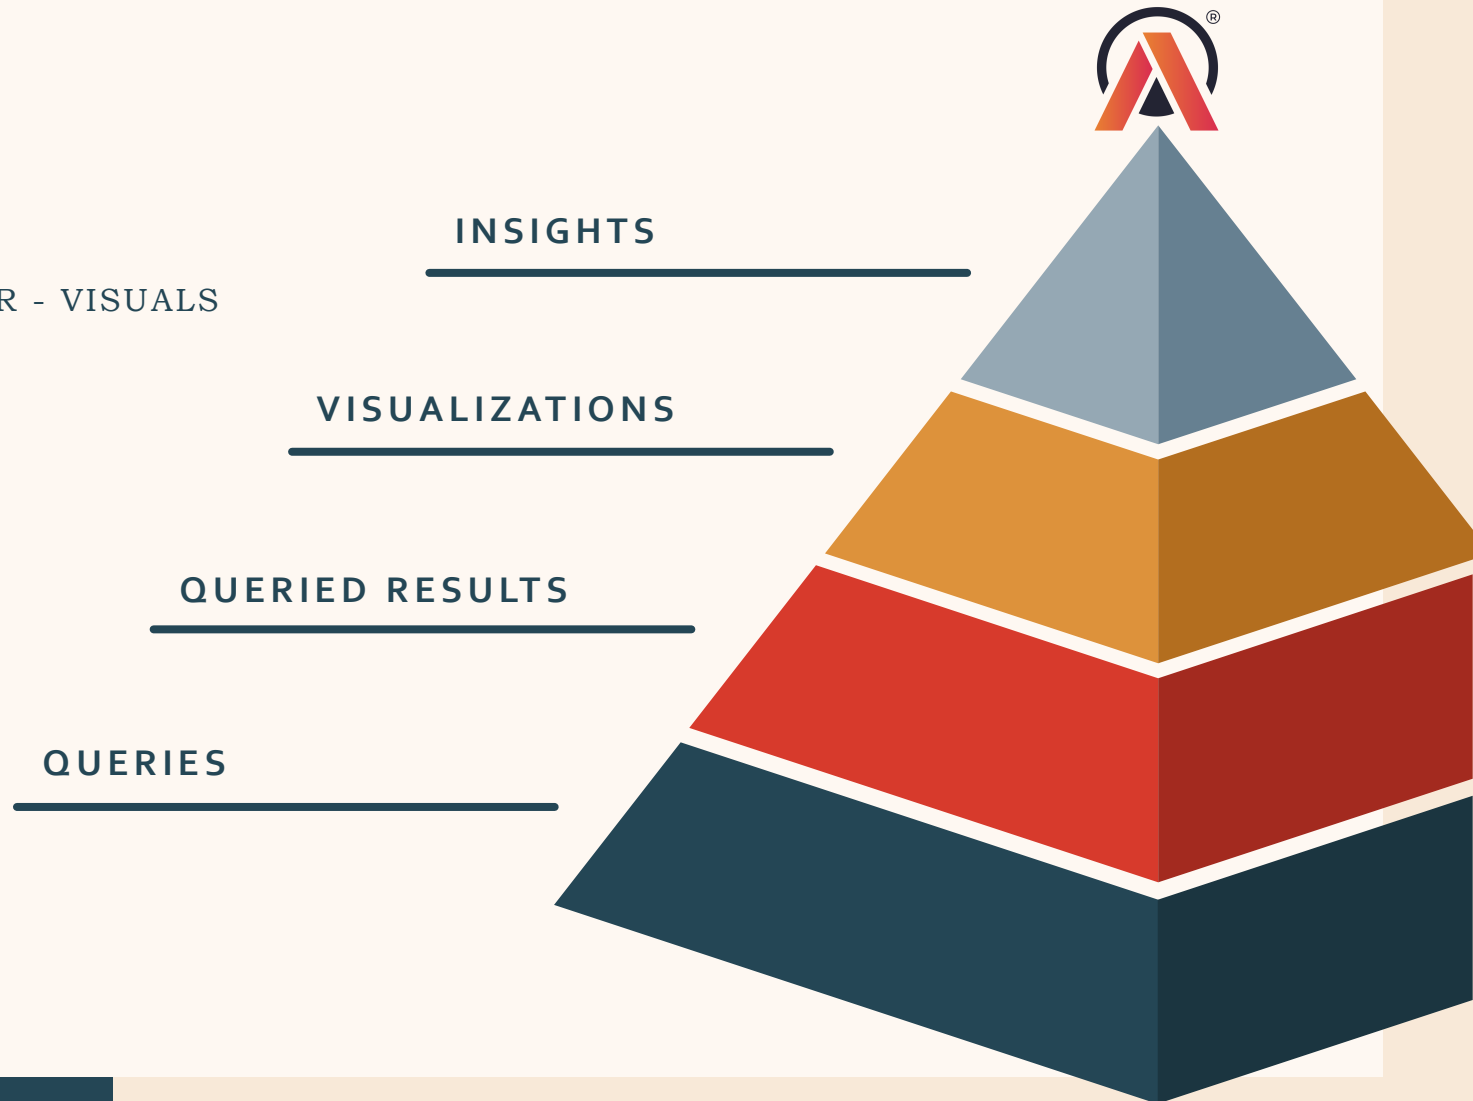 ®
INSIGHTS
R - VISUALS
VISUALIZATIONS
QUERIED RESULTS
QUERIES